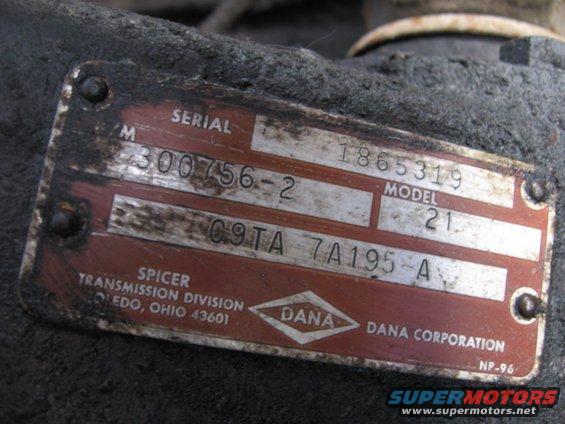 SERIAL 1865319
M 300756-2 MODEL 21
C9TA 7A195-A
SPICER
TRANSMISSION DIVISION
TOLEDO, OHIO 43601
DANA
DANA CORPORATION
NP-96
SUPERMOTORS
www.supermotors.net